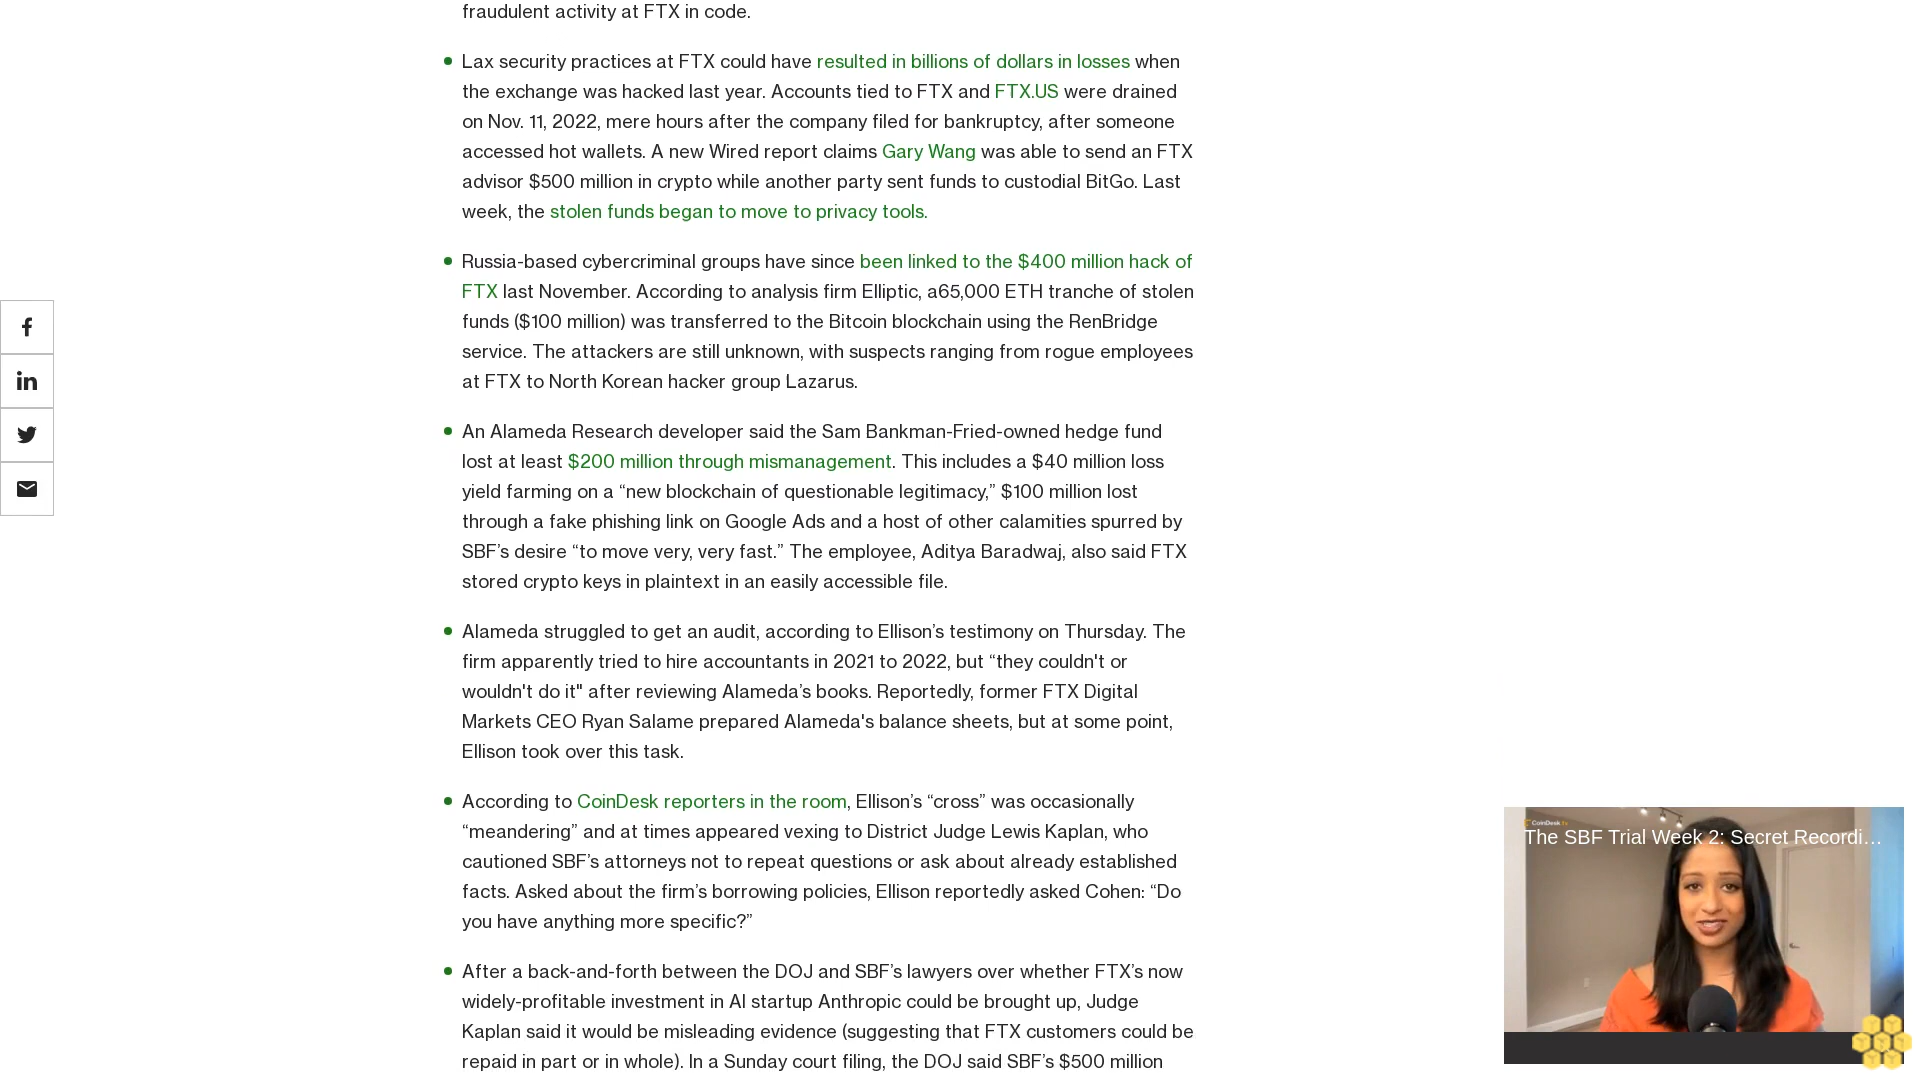 fraudulent activity at FTX in code.
Lax security practices at FTX could have resulted in billions of dollars in losses when
the exchange was hacked last year. Accounts tied to FTX and FTX.US were drained
on Nov. 11, 2022, mere hours after the company filed for bankruptcy, after someone
accessed hot wallets. A new Wired report claims Gary Wang was able to send an FTX
advisor $500 million in crypto while another party sent funds to custodial BitGo. Last
week, the stolen funds began to move to privacy tools.
Russia-based cybercriminal groups have since been linked to the $400 million hack of
FTX last November. According to analysis firm Elliptic, a65,000 ETH tranche of stolen
funds ($100 million) was transferred to the Bitcoin blockchain using the RenBridge
service. The attackers are still unknown, with suspects ranging from rogue employees
at FTX to North Korean hacker group Lazarus.
An Alameda Research developer said the Sam Bankman-Fried-owned hedge fund
lost at least $200 million through mismanagement. This includes a $40 million loss
yield farming on a “new blockchain of questionable legitimacy,” $100 million lost
through a fake phishing link on Google Ads and a host of other calamities spurred by
SBF’s desire “to move very, very fast.” The employee, Aditya Baradwaj, also said FTX
stored crypto keys in plaintext in an easily accessible file.
Alameda struggled to get an audit, according to Ellison’s testimony on Thursday. The
firm apparently tried to hire accountants in 2021 to 2022, but “they couldn't or
wouldn't do it" after reviewing Alameda’s books. Reportedly, former FTX Digital
Markets CEO Ryan Salame prepared Alameda's balance sheets, but at some point,
Ellison took over this task.
According to CoinDesk reporters in the room, Ellison’s “cross” was occasionally
“meandering” and at times appeared vexing to District Judge Lewis Kaplan, who
cautioned SBF’s attorneys not to repeat questions or ask about already established
facts. Asked about the firm’s borrowing policies, Ellison reportedly asked Cohen: “Do
you have anything more specific?”
After a back-and-forth between the DOJ and SBF’s lawyers over whether FTX’s now
widely-profitable investment in AI startup Anthropic could be brought up, Judge
Kaplan said it would be misleading evidence (suggesting that FTX customers could be
repaid in part or in whole). In a Sunday court filing, the DOJ said SBF’s $500 million
CoinDesk
The SBF Trial Week 2: Secret Recordi…